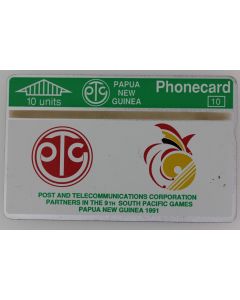 PTC
PAPUA
NEW
GUINEA
Phonecard
10 units
10
PTC
POST AND TELECOMMUNICATIONS CORPORATION
PARTNERS IN THE 9TH SOUTH PACIFIC GAMES
PAPUA NEW GUINEA 1991